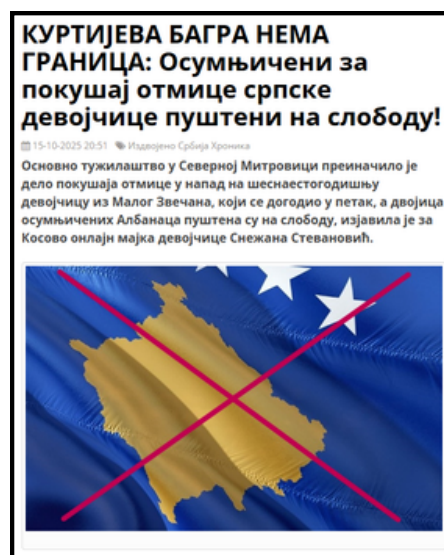 КУРТИЈЕВА БАГРА НЕМА
ГРАНИЦА: Осумњичени за
покушај отмице српске
девојчице пуштени на слободу!
15-10-2025 20:51 Издвојено Србија Хроника
Основно тужилаштво у Северној Митровици преиначило је
дело покушаја отмице у напад на шеснаестогодишњу
девојчицу из Малог Звечана, који се догодио у петак, а двојица
осумњичених Албанаца пуштена су на слободу, изјавила је за
Косово онлајн мајка девојчице Снежана Стевановић.